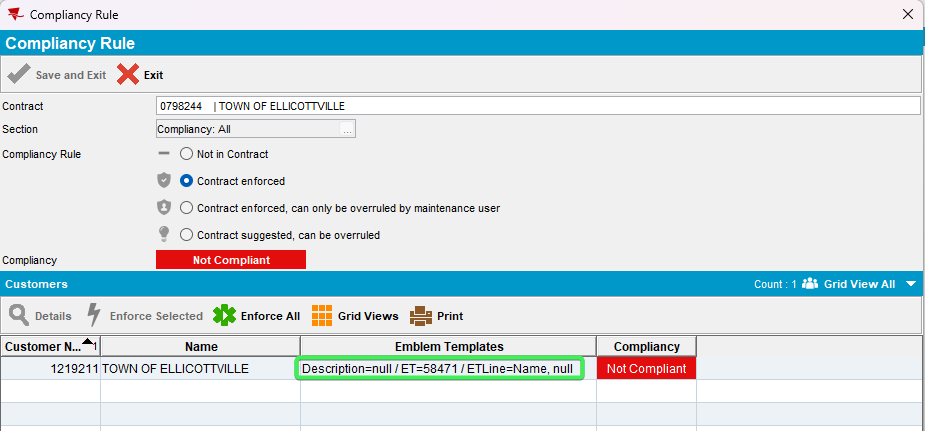 Compliancy Rule
Compliancy Rule
Save and Exit Exit
Contract 0798244 | TOWN OF ELLICOTTVILLE
Section Compliancy: All ...
Compliancy Rule Not in Contract
Contract enforced
Contract enforced, can only be overruled by maintenance user
Contract suggested, can be overruled
Compliancy Not Compliant
Customers Count : 1 Grid View All
Details Enforce Selected Enforce All Grid Views Print
Customer N... 1 Name Emblem Templates Compliancy
1219211 TOWN OF ELLICOTTVILLE Description=null / ET=58471 / ETLine=Name, null Not Compliant